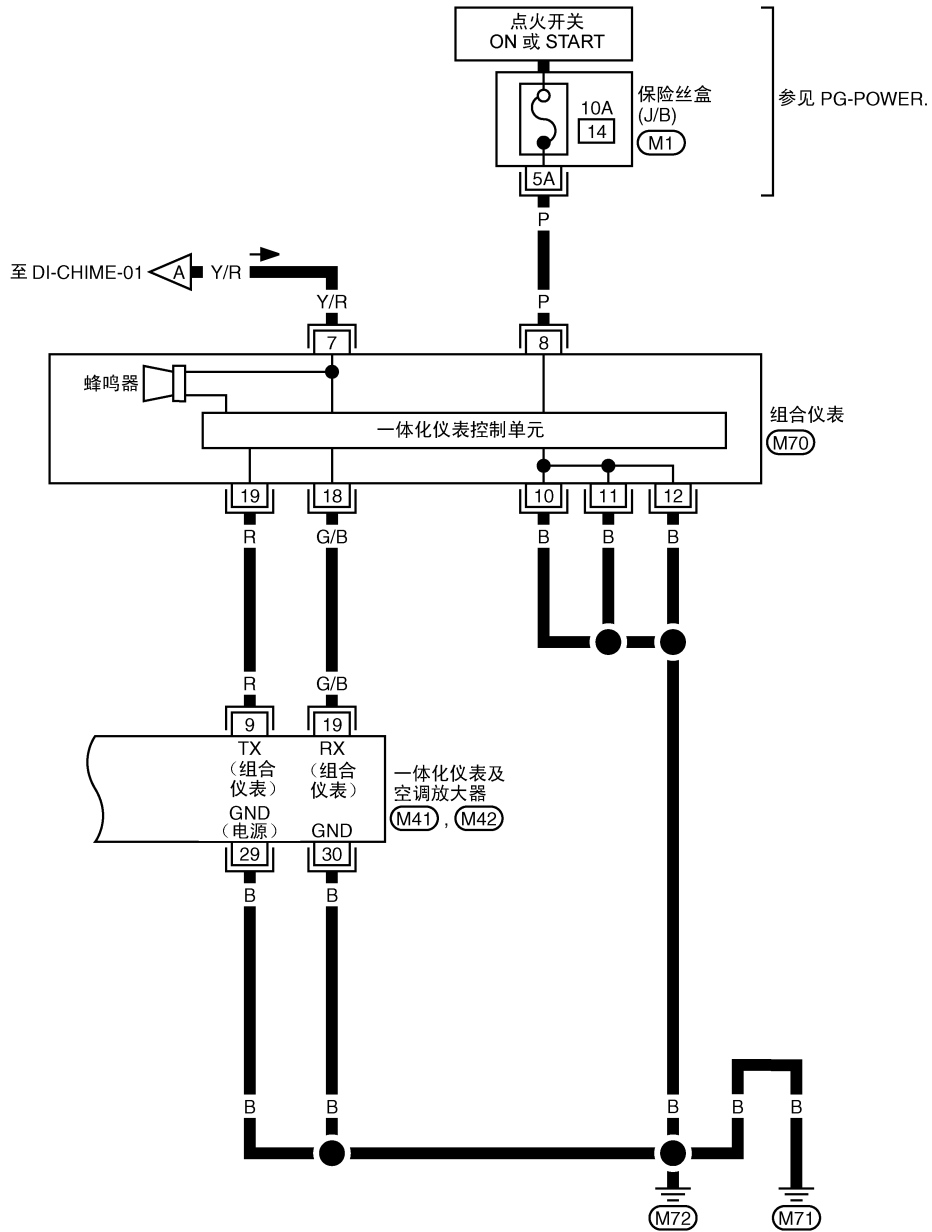 点火开关
ON 或 START
保险丝盒
(J/B)
M1
10A
14
5A
参见 PG-POWER.
P
至 DI-CHIME-01
A
Y/R
Y/R
P
7
8
蜂鸣器
一体化仪表控制单元
组合仪表
M70
19
18
10
11
12
R
G/B
B
B
B
R
G/B
9
19
TX
(组合
仪表)
RX
(组合
仪表)
GND
(电源)
GND
一体化仪表及
空调放大器
M41 , M42
29
30
B
B
B
B
B
B
B
M72
M71